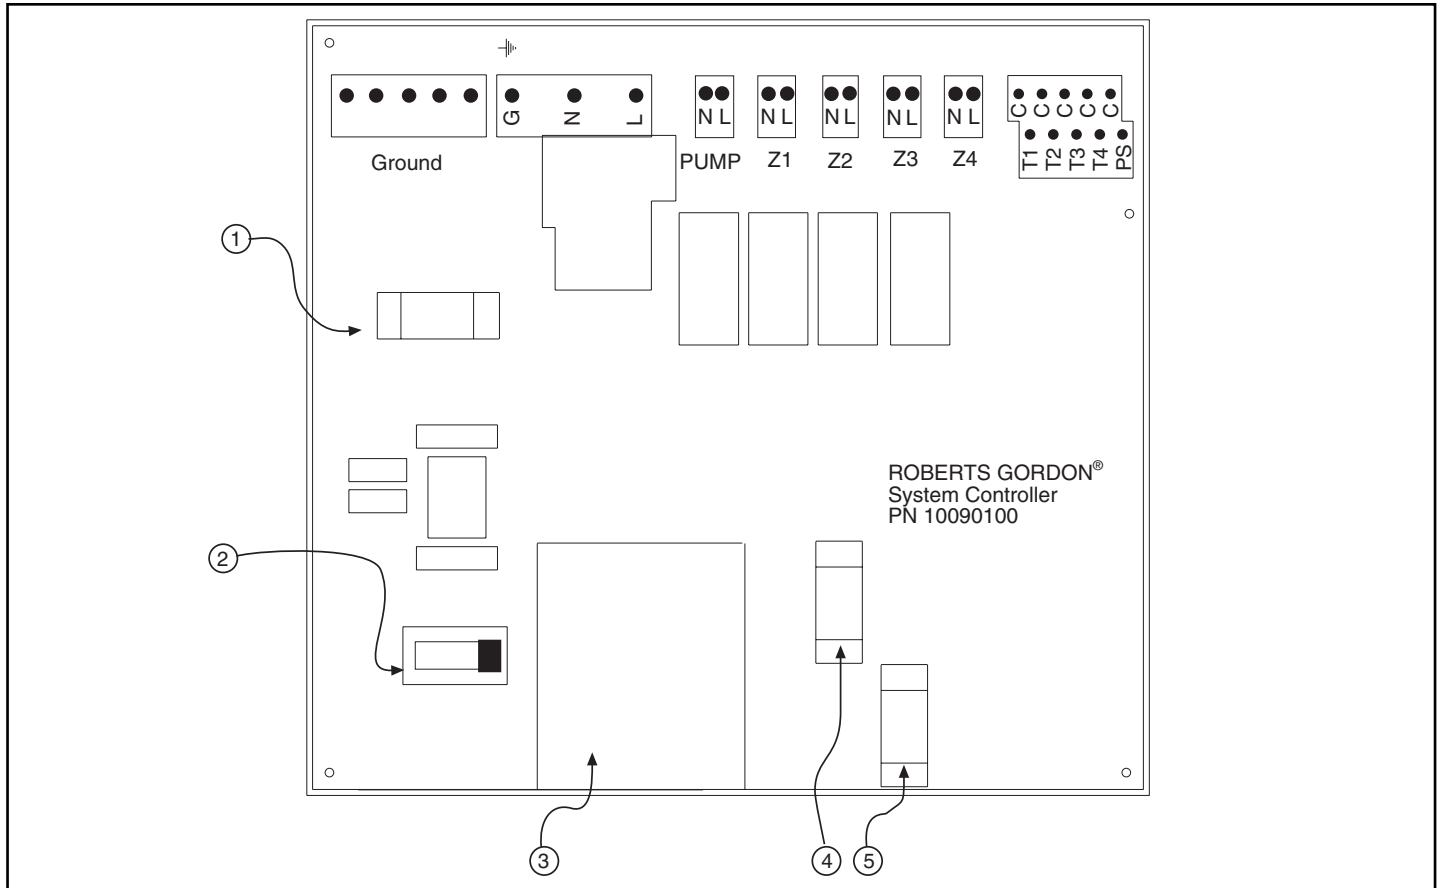 G N L
N L N L N L N L N L
C C C C C
T1 T2 T3 T4 PS
Ground PUMP Z1 Z2 Z3 Z4
1
ROBERTS GORDON®
System Controller
PN 10090100
2
3 4 5